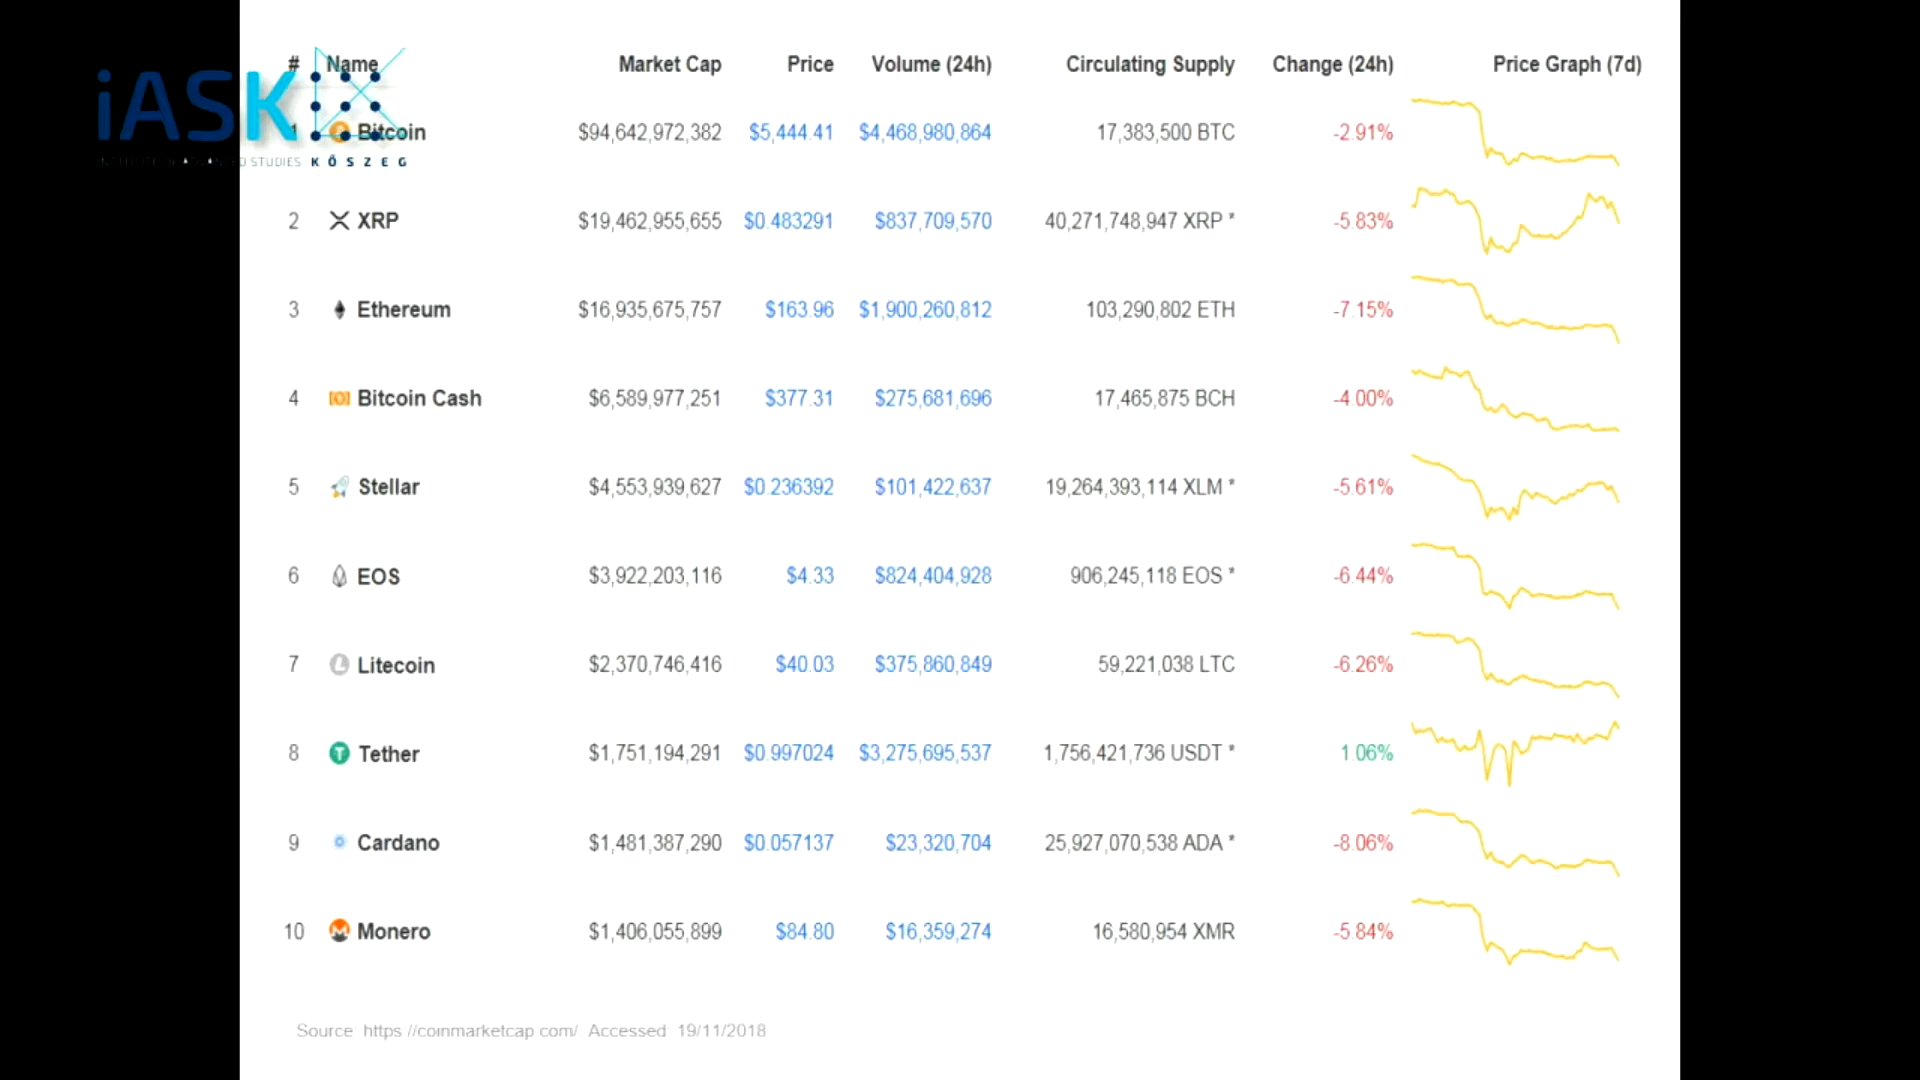 # Name Market Cap Price Volume (24h) Circulating Supply Change (24h) Price Graph (7d)
iASK
1 Bitcoin $94,642,972,382 $5,444.41 $4,468,980,864 17,383,500 BTC -2.91%
INSTITUTE OF ADVANCED STUDIES KŐSZEG
2 XRP $19,462,955,655 $0.483291 $837,709,570 40,271,748,947 XRP * -5.83%
3 Ethereum $16,935,675,757 $163.96 $1,900,260,812 103,290,802 ETH -7.15%
4 Bitcoin Cash $6,589,977,251 $377.31 $275,681,696 17,465,875 BCH -4.00%
5 Stellar $4,553,939,627 $0.236392 $101,422,637 19,264,393,114 XLM * -5.61%
6 EOS $3,922,203,116 $4.33 $824,404,928 906,245,118 EOS * -6.44%
7 Litecoin $2,370,746,416 $40.03 $375,860,849 59,221,038 LTC -6.26%
8 Tether $1,751,194,291 $0.997024 $3,275,695,537 1,756,421,736 USDT * 1.06%
9 Cardano $1,481,387,290 $0.057137 $23,320,704 25,927,070,538 ADA * -8.06%
10 Monero $1,406,055,899 $84.80 $16,359,274 16,580,954 XMR -5.84%
Source: https://coinmarketcap.com/ Accessed: 19/11/2018